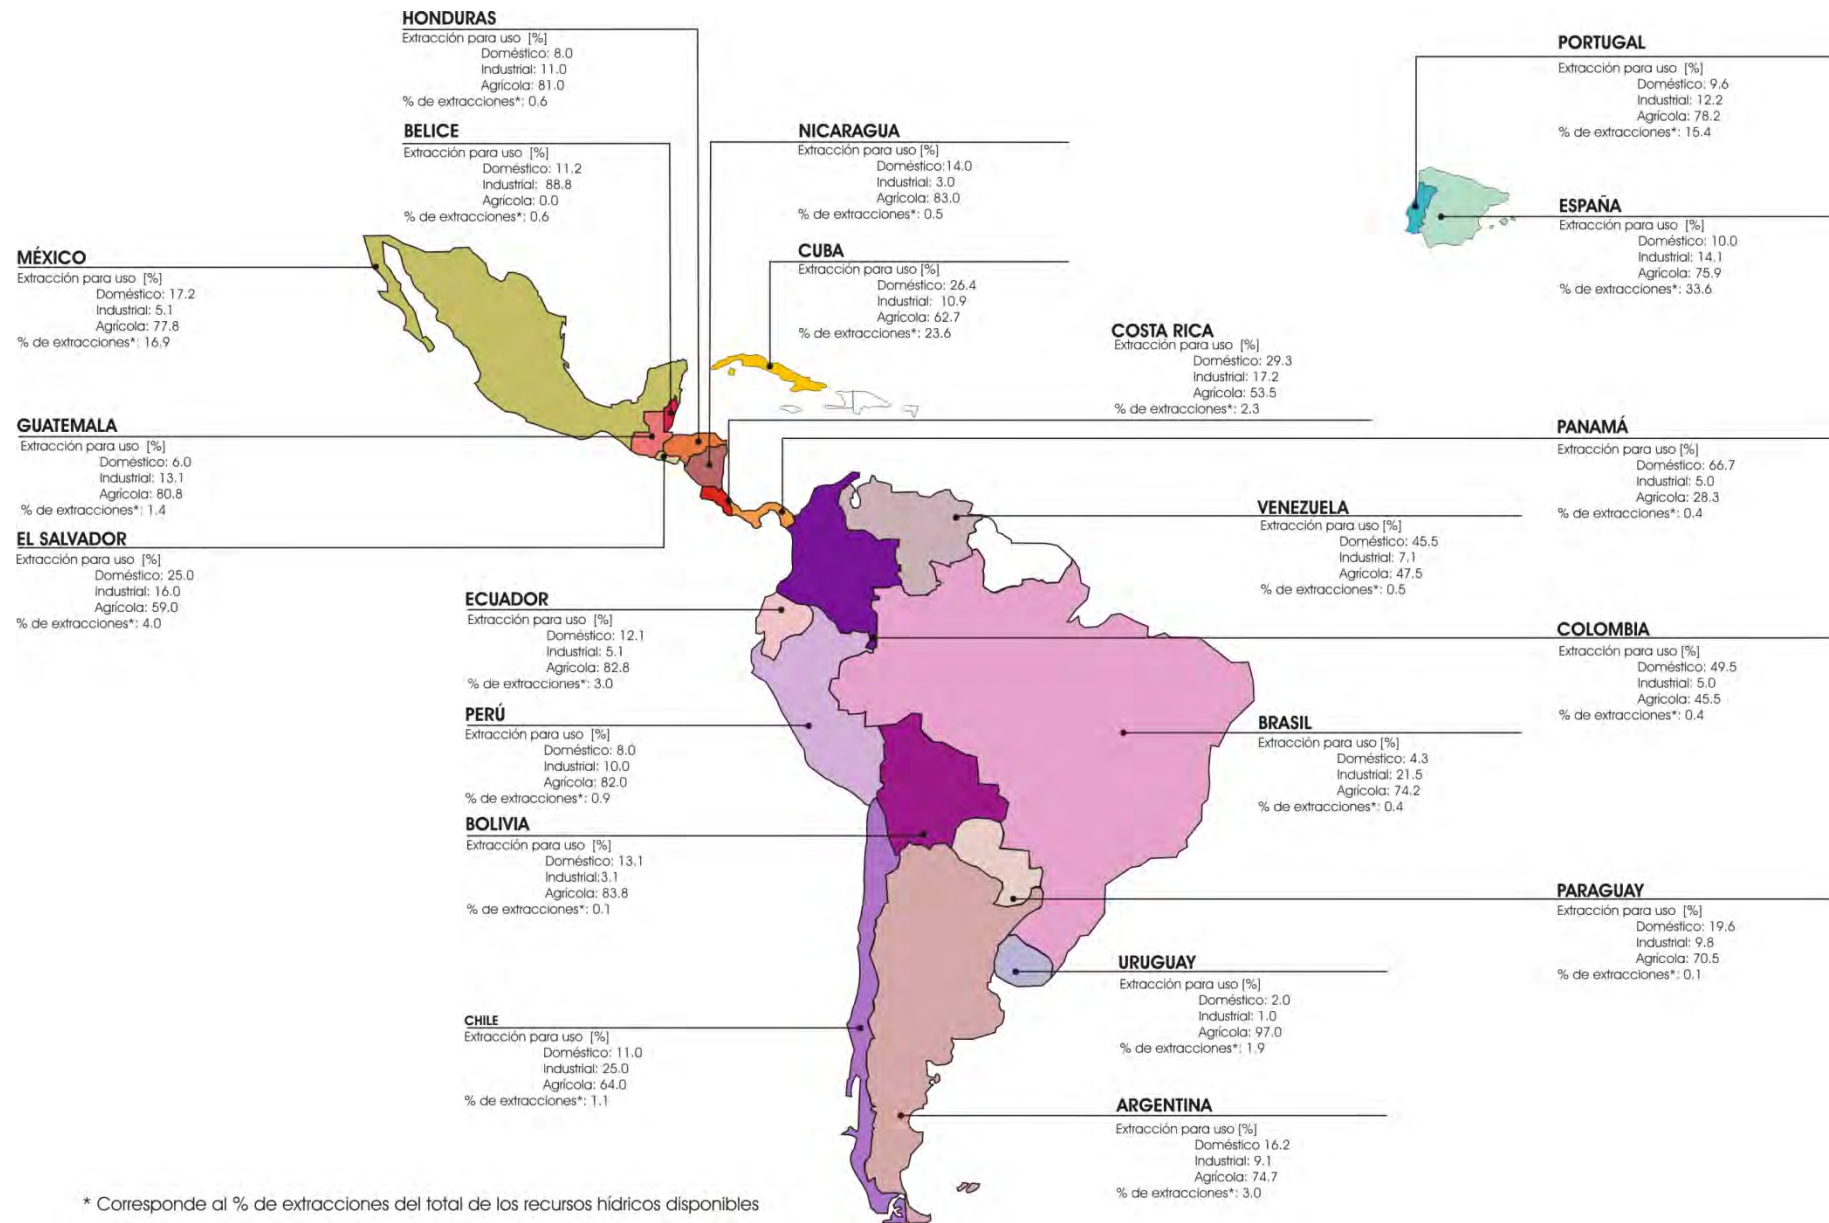 HONDURAS
Extracción para uso [%]
Doméstico: 8.0
Industrial: 11.0
Agrícola: 81.0
% de extracciones*: 0.6
BELICE
Extracción para uso [%]
Doméstico: 11.2
Industrial: 88.8
Agrícola: 0.0
% de extracciones*: 0.6
NICARAGUA
Extracción para uso [%]
Doméstico:14.0
Industrial: 3.0
Agrícola: 83.0
% de extracciones*: 0.5
CUBA
Extracción para uso [%]
Doméstico: 26.4
Industrial: 10.9
Agrícola: 62.7
% de extracciones*: 23.6
PORTUGAL
Extracción para uso [%]
Doméstico: 9.6
Industrial: 12.2
Agrícola: 78.2
% de extracciones*: 15.4
ESPAÑA
Extracción para uso [%]
Doméstico: 10.0
Industrial: 14.1
Agrícola: 75.9
% de extracciones*: 33.6
MÉXICO
Extracción para uso [%]
Doméstico: 17.2
Industrial: 5.1
Agrícola: 77.8
% de extracciones*: 16.9
COSTA RICA
Extracción para uso [%]
Doméstico: 29.3
Industrial: 17.2
Agrícola: 53.5
% de extracciones*: 2.3
GUATEMALA
Extracción para uso [%]
Doméstico: 6.0
Industrial: 13.1
Agrícola: 80.8
% de extracciones*: 1.4
PANAMÁ
Extracción para uso [%]
Doméstico: 66.7
Industrial: 5.0
Agrícola: 28.3
% de extracciones*: 0.4
VENEZUELA
Extracción para uso [%]
Doméstico: 45.5
Industrial: 7.1
Agrícola: 47.5
% de extracciones*: 0.5
EL SALVADOR
Extracción para uso [%]
Doméstico: 25.0
Industrial: 16.0
Agrícola: 59.0
% de extracciones*: 4.0
ECUADOR
Extracción para uso [%]
Doméstico: 12.1
Industrial: 5.1
Agrícola: 82.8
% de extracciones*: 3.0
COLOMBIA
Extracción para uso [%]
Doméstico: 49.5
Industrial: 5.0
Agrícola: 45.5
% de extracciones*: 0.4
PERÚ
Extracción para uso [%]
Doméstico: 8.0
Industrial: 10.0
Agrícola: 82.0
% de extracciones*: 0.9
BRASIL
Extracción para uso [%]
Doméstico: 4.3
Industrial: 21.5
Agrícola: 74.2
% de extracciones*: 0.4
BOLIVIA
Extracción para uso [%]
Doméstico: 13.1
Industrial:3.1
Agrícola: 83.8
% de extracciones*: 0.1
PARAGUAY
Extracción para uso [%]
Doméstico: 19.6
Industrial: 9.8
Agrícola: 70.5
% de extracciones*: 0.1
URUGUAY
Extracción para uso [%]
Doméstico: 2.0
Industrial: 1.0
Agrícola: 97.0
% de extracciones*: 1.9
CHILE
Extracción para uso [%]
Doméstico: 11.0
Industrial: 25.0
Agrícola: 64.0
% de extracciones*: 1.1
ARGENTINA
Extracción para uso [%]
Doméstico 16.2
Industrial: 9.1
Agrícola: 74.7
% de extracciones*: 3.0
* Corresponde al % de extracciones del total de los recursos hídricos disponibles